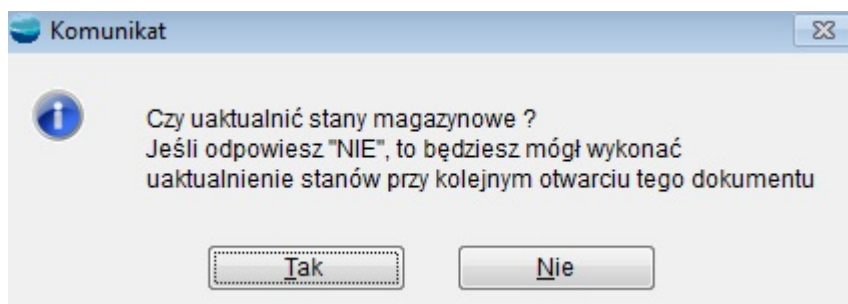 Komunikat
Czy uaktualnić stany magazynowe ?
Jeśli odpowiesz "NIE", to będziesz mógł wykonać
uaktualnienie stanów przy kolejnym otwarciu tego dokumentu
Tak
Nie